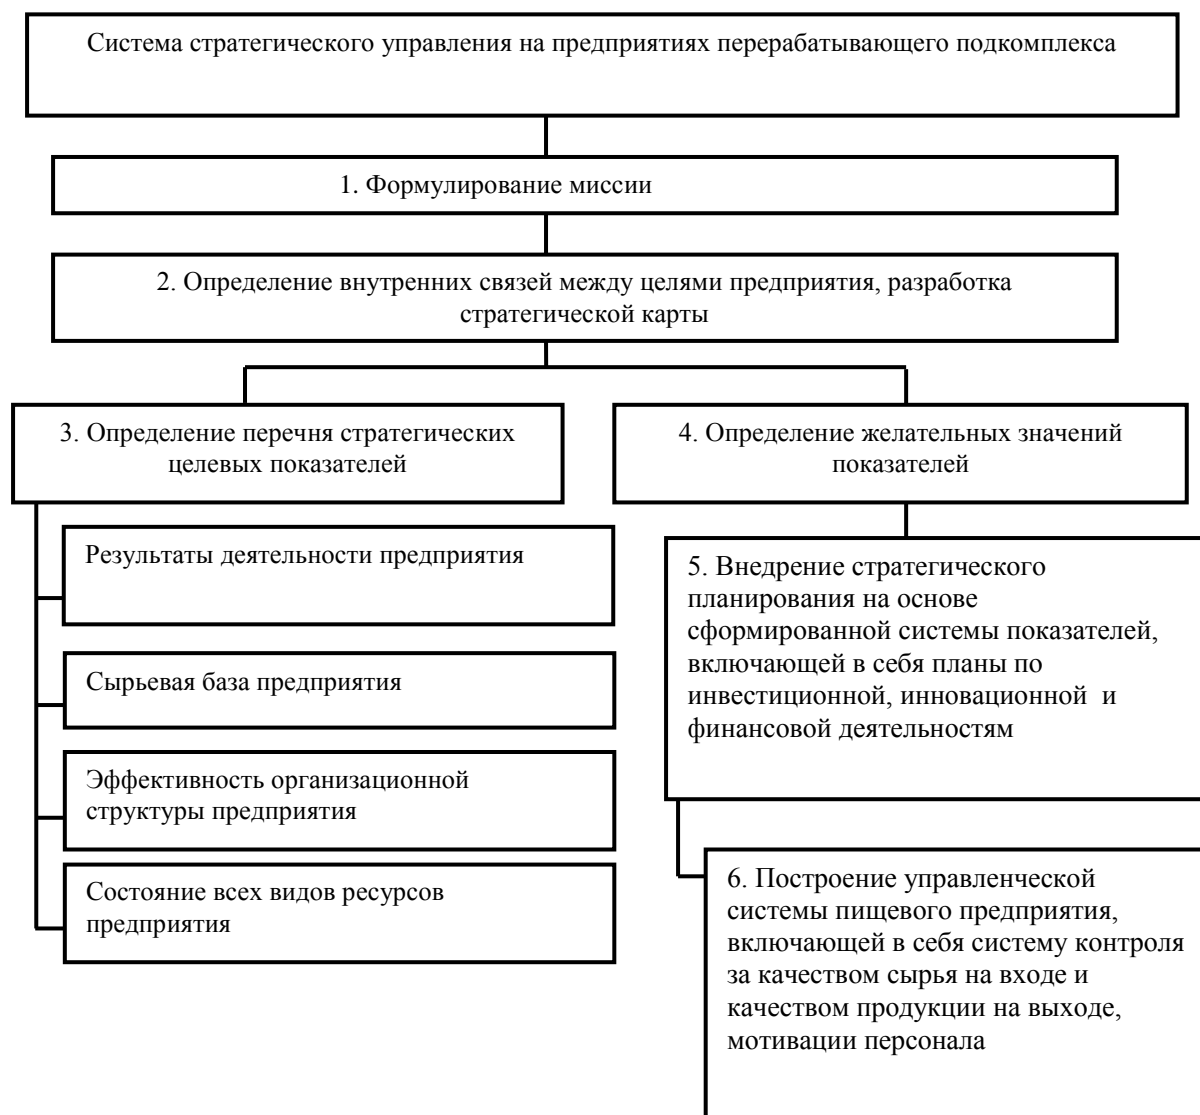 Система стратегического управления на предприятиях перерабатывающего подкомплекса
1. Формулирование миссии
2. Определение внутренних связей между целями предприятия, разработка
стратегической карты
3. Определение перечня стратегических
целевых показателей
Результаты деятельности предприятия
Сырьевая база предприятия
Эффективность организационной
структуры предприятия
Состояние всех видов ресурсов
предприятия
4. Определение желательных значений
показателей
5. Внедрение стратегического
планирования на основе
сформированной системы показателей,
включающей в себя планы по
инвестиционной, инновационной и
финансовой деятельностям
6. Построение управленческой
системы пищевого предприятия,
включающей в себя систему контроля
за качеством сырья на входе и
качеством продукции на выходе,
мотивации персонала